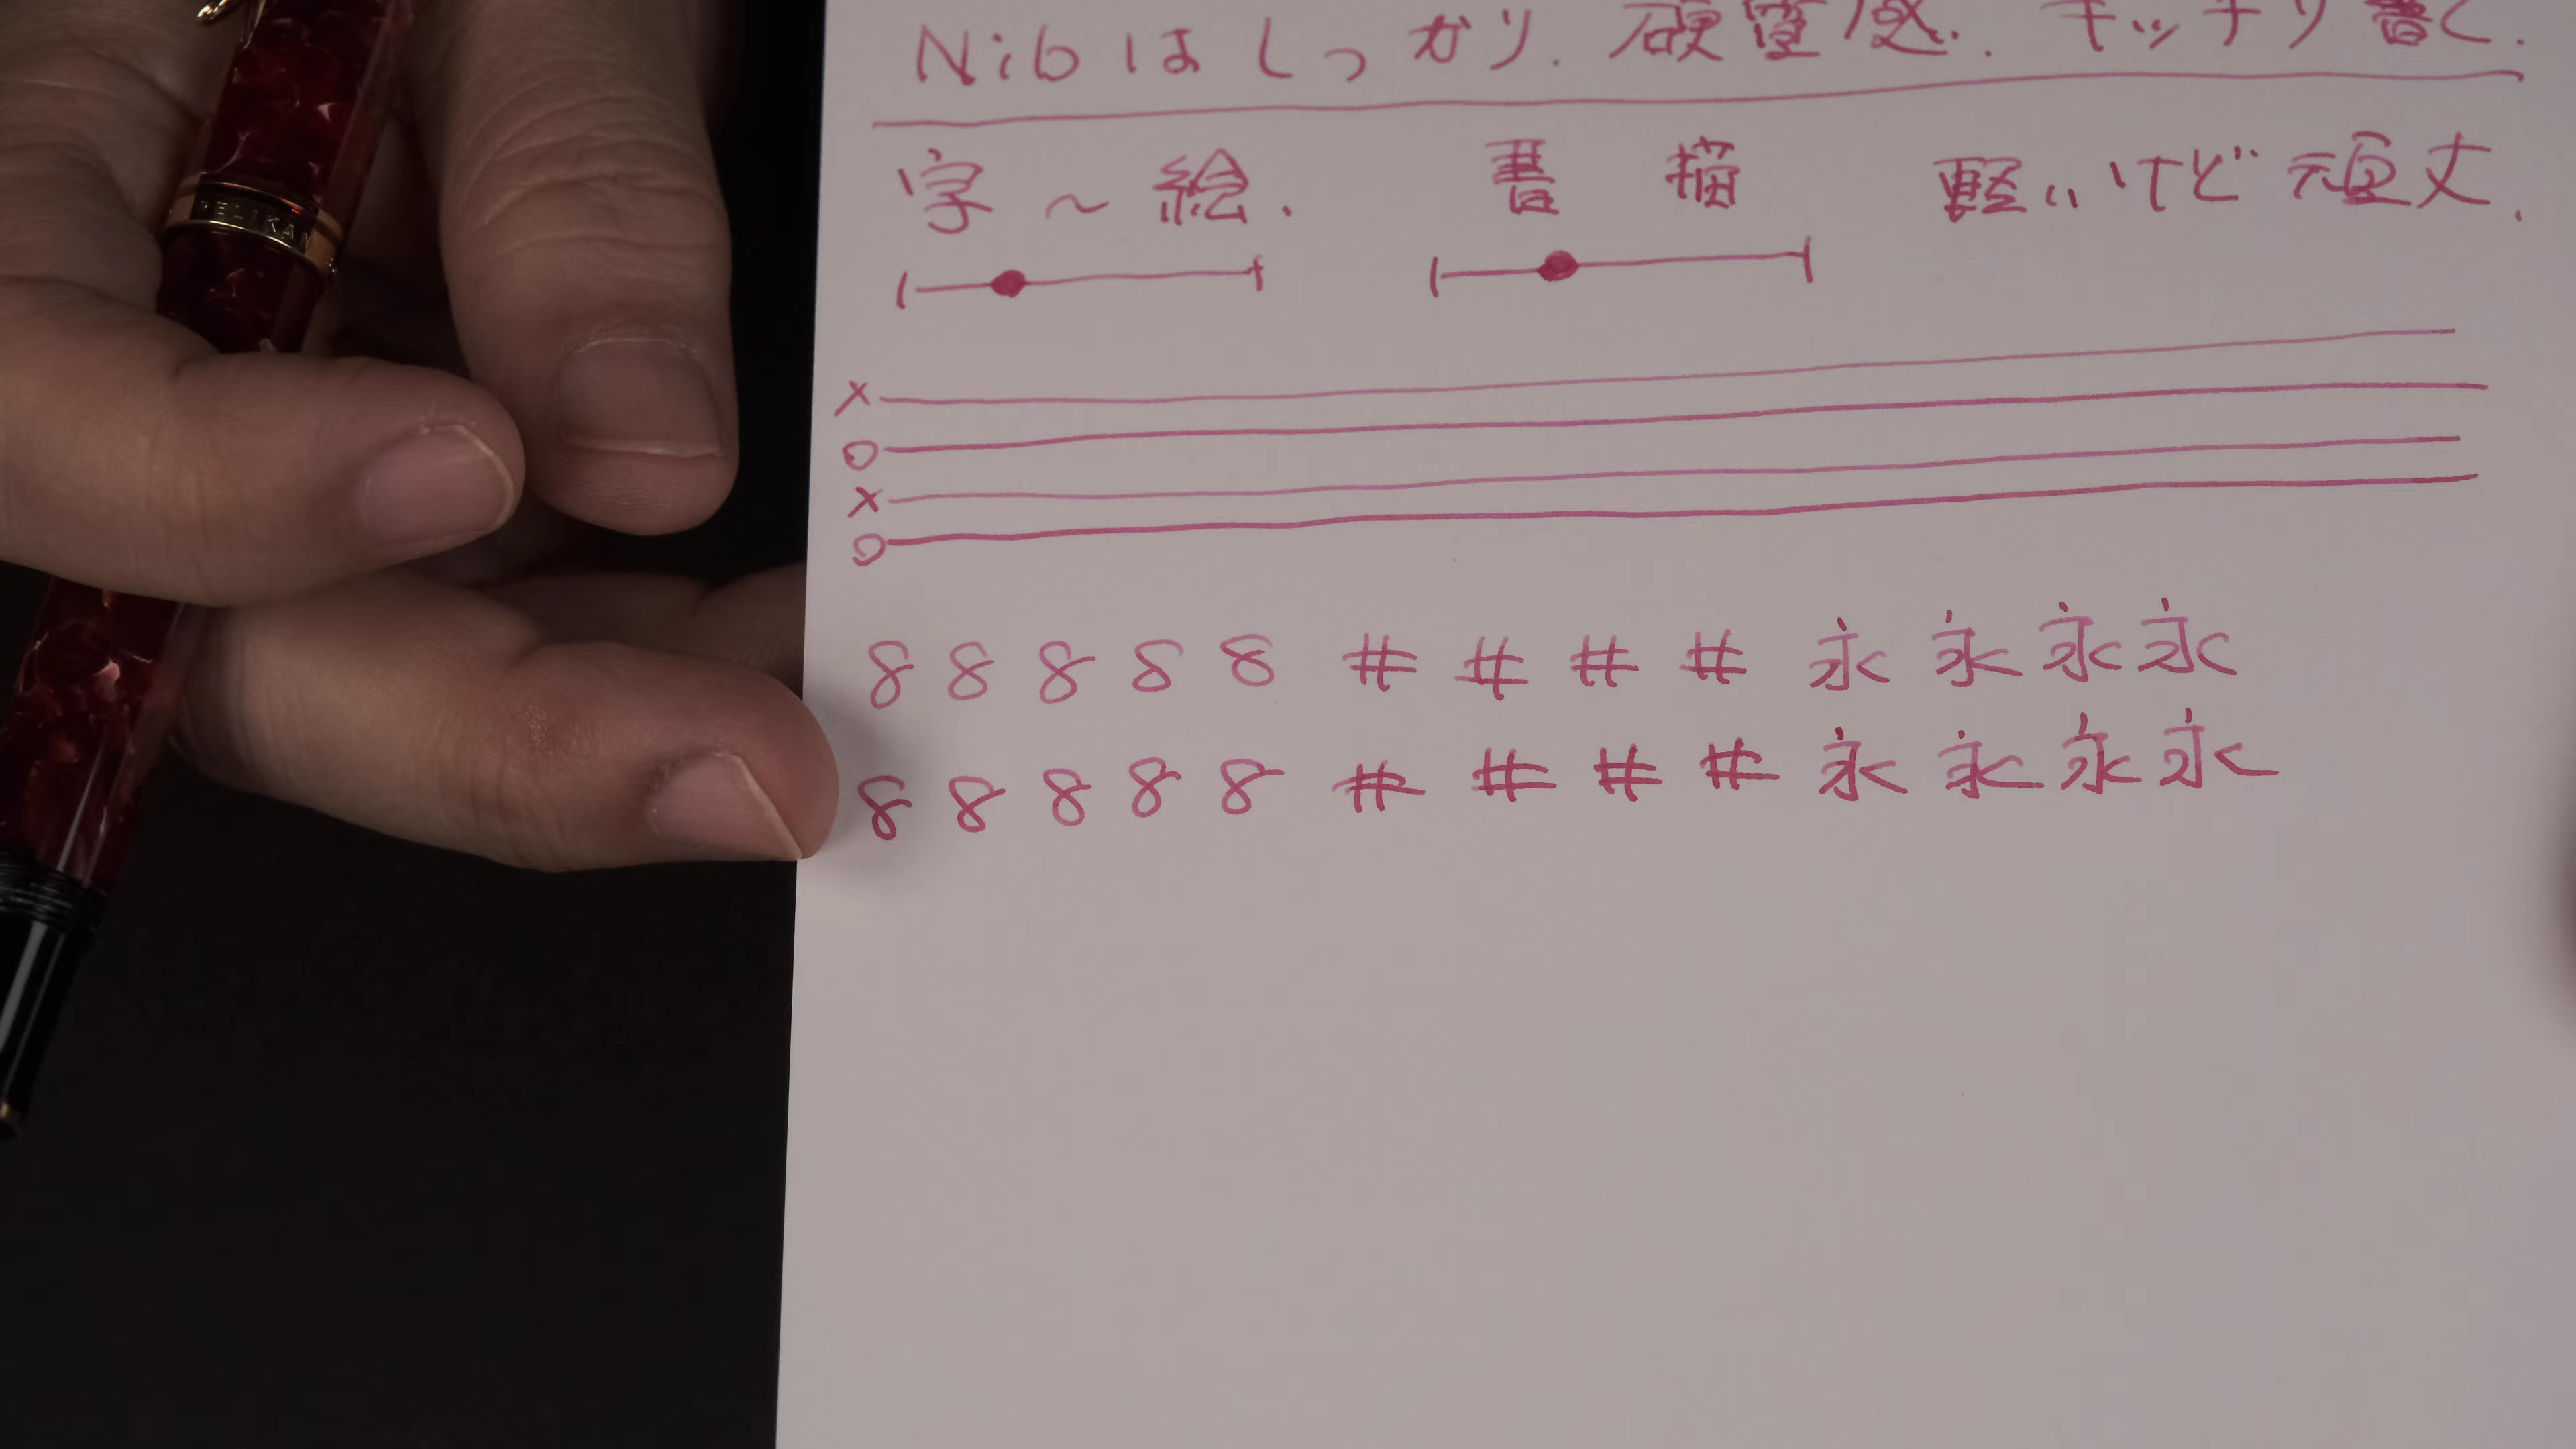 PELIKAN
Nibはしっかり. 硬質感. キッチリ書く.
字～絵. 書 描 軽いけど頑丈.
×
○
×
○
8 8 8 8 8 # # # # 永 永 永 永
8 8 8 8 8 # # # # 永 永 永 永